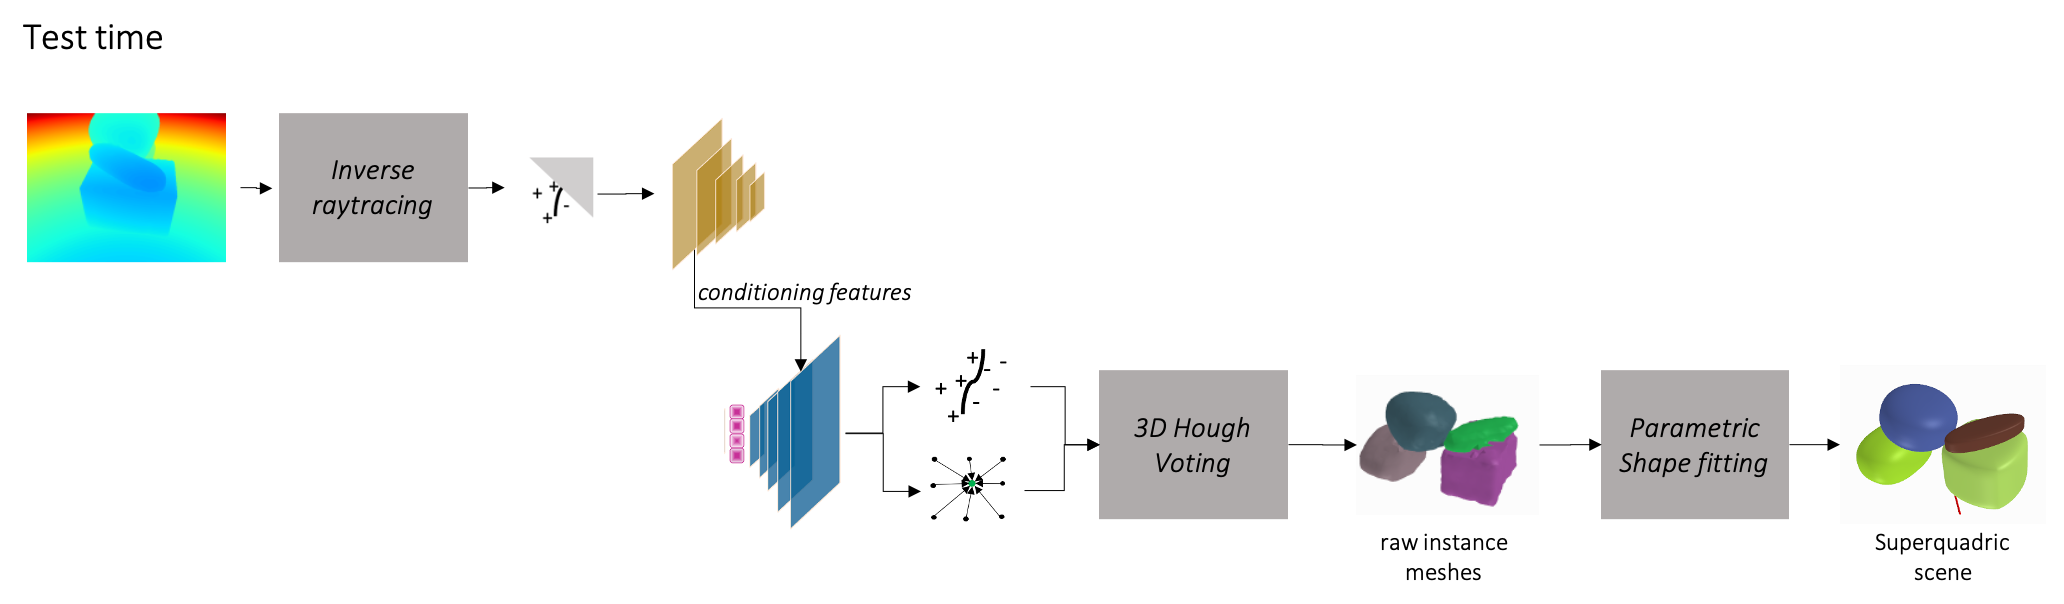 Test time
Inverse
raytracing
conditioning features
3D Hough
Voting
Parametric
Shape fitting
raw instance
meshes
Superquadric
scene